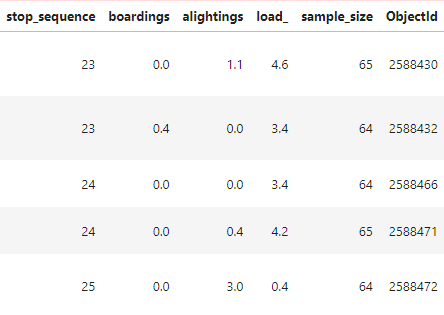 stop_sequence boardings alightings load_ sample_size ObjectId
23 0.0 1.1 4.6 65 2588430
23 0.4 0.0 3.4 64 2588432
24 0.0 0.0 3.4 64 2588466
24 0.0 0.4 4.2 65 2588471
25 0.0 3.0 0.4 64 2588472